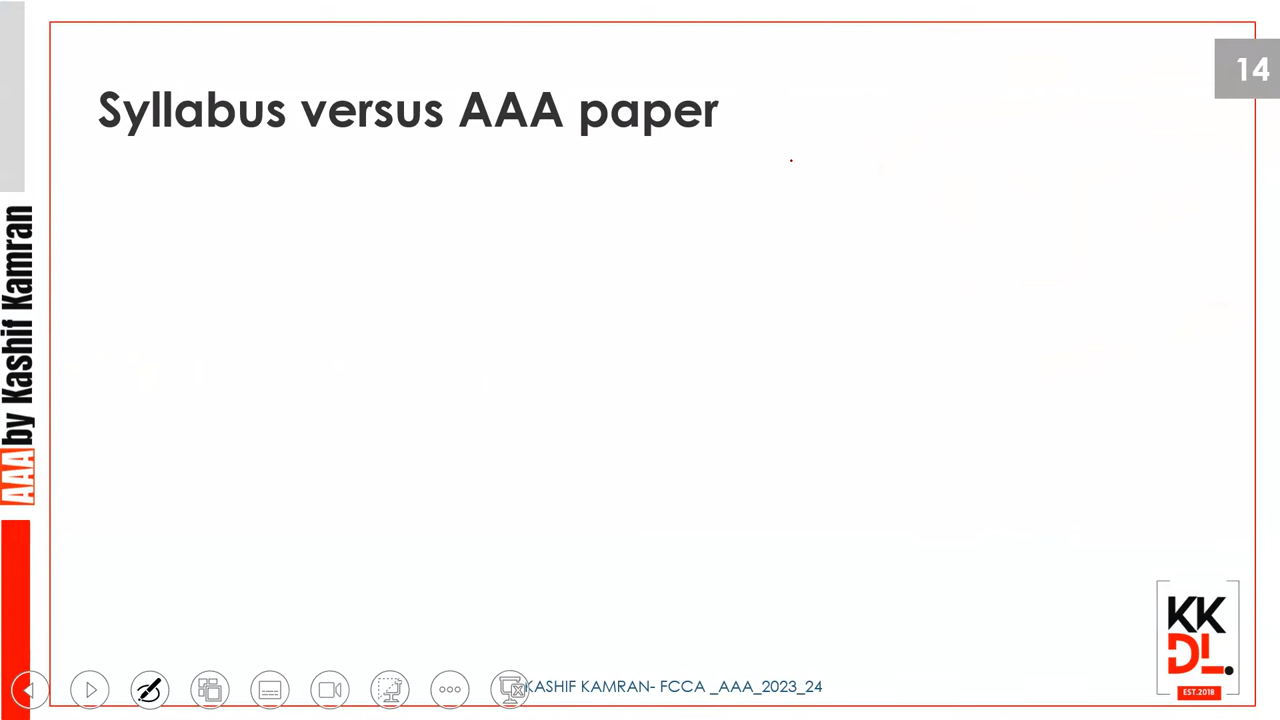 14
Syllabus versus AAA paper
AAA by Kashif Kamran
KK
DL.
EST.2018
KASHIF KAMRAN- FCCA _AAA_2023_24